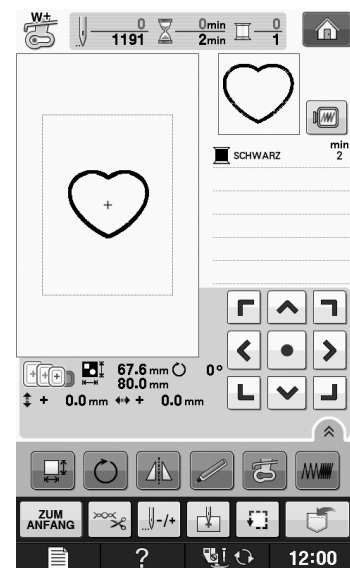 W+
0 0min 0
1191 2min 1
min
SCHWARZ 2
67.6 mm 0°
80.0 mm
+ 0.0 mm + 0.0 mm
ZUM
ANFANG
-/+
? 12:00